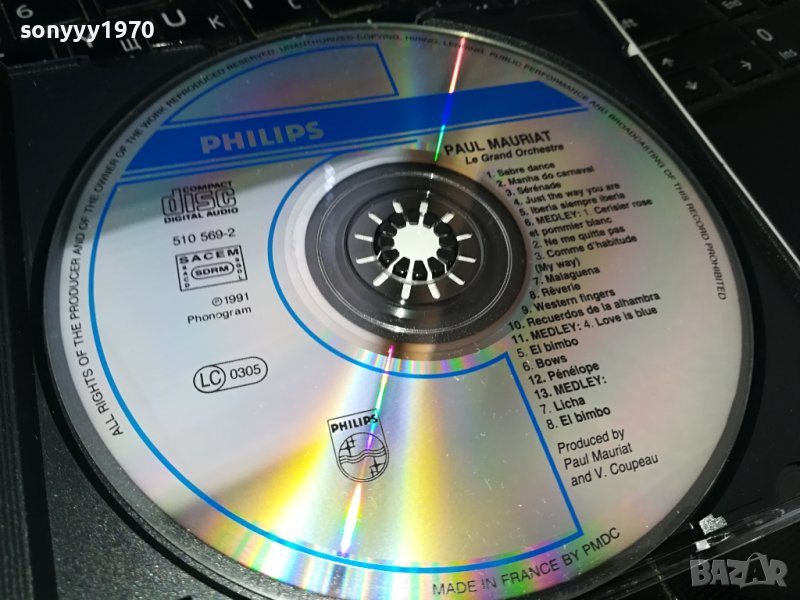 sonyyy1970
ALL RIGHTS OF THE PRODUCER AND OF THE OWNER OF THE WORK REPRODUCED RESERVED. UNAUTHORIZED COPYING, HIRING, LENDING, PUBLIC PERFORMANCE AND BROADCASTING OF THIS RECORD PROHIBITED
PHILIPS
COMPACT
disc
DIGITAL AUDIO
510 569-2
SACEM
SDRM
SACD
SGDL
℗1991
Phonogram
LC 0305
PHILIPS
PAUL MAURIAT
Le Grand Orchestre
1. Sabre dance
2. Manha do carnaval
3. Sérénade
4. Just the way you are
5. Iberia siempre iberia
6. MEDLEY: 1. Cerisier rose
et pommier blanc
2. Ne me quitte pas
3. Comme d'habitude
(My way)
7. Malaguena
8. Rêverie
9. Western fingers
10. Recuerdos de la alhambra
11. MEDLEY: 4. Love is blue
5. El bimbo
6. Bows
12. Pénélope
13. MEDLEY:
7. Licha
8. El bimbo
Produced by
Paul Mauriat
and V. Coupeau
MADE IN FRANCE BY PMDC
BAZAR